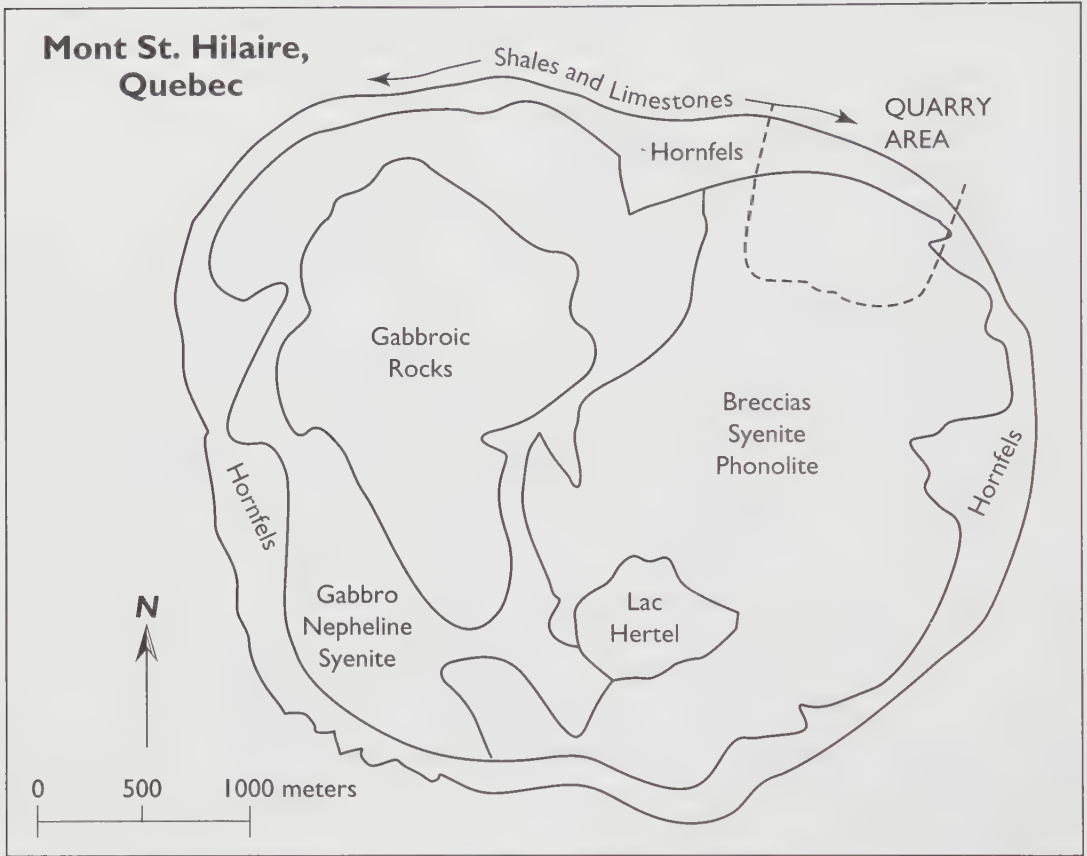 Mont St. Hilaire,
Quebec
Shales and Limestones
QUARRY
AREA
Hornfels
Gabbroic
Rocks
Breccias
Syenite
Phonolite
Hornfels
Hornfels
Gabbro
Nepheline
Syenite
Lac
Hertel
N
0 500 1000 meters